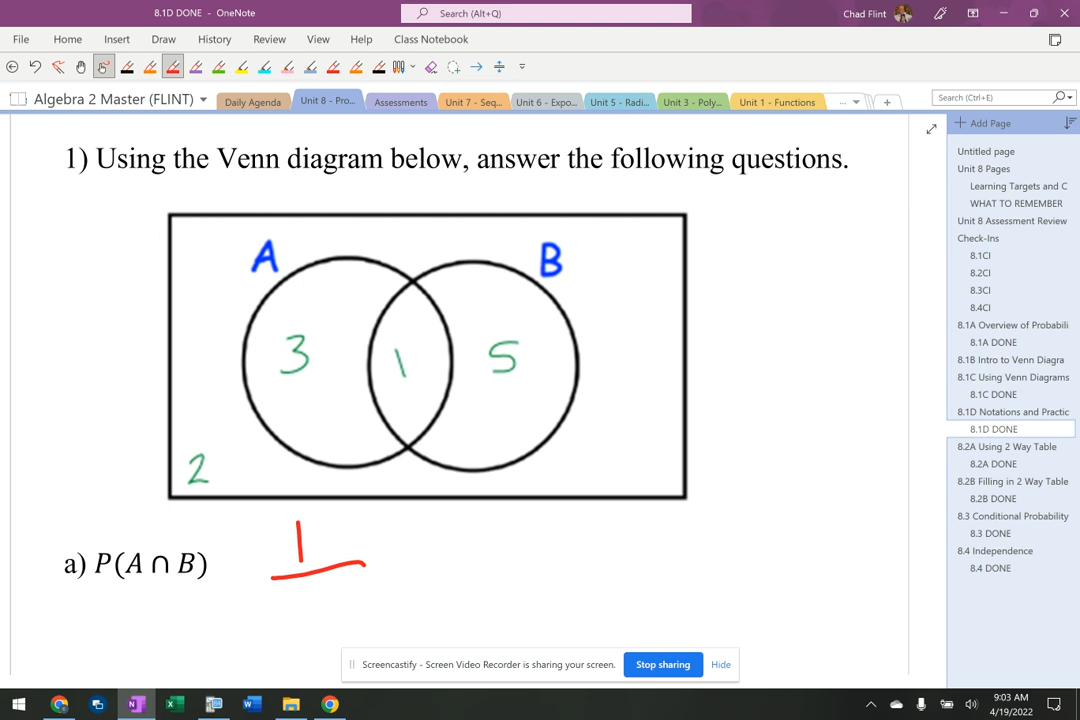 8.1D DONE - OneNote
Search (Alt+Q)
Chad Flint
File Home Insert Draw History Review View Help Class Notebook
Algebra 2 Master (FLINT)
Daily Agenda
Unit 8 - Pro...
Assessments
Unit 7 - Seq...
Unit 6 - Expo...
Unit 5 - Radi...
Unit 3 - Poly...
Unit 1 - Functions
...
Search (Ctrl+E)
Add Page
Untitled page
Unit 8 Pages
Learning Targets and C
WHAT TO REMEMBER
Unit 8 Assessment Review
Check-Ins
8.1CI
8.2CI
8.3CI
8.4CI
8.1A Overview of Probabili
8.1A DONE
8.1B Intro to Venn Diagra
8.1C Using Venn Diagrams
8.1C DONE
8.1D Notations and Practic
8.1D DONE
8.2A Using 2 Way Table
8.2A DONE
8.2B Filling in 2 Way Table
8.2B DONE
8.3 Conditional Probability
8.3 DONE
8.4 Independence
8.4 DONE
1) Using the Venn diagram below, answer the following questions.
A B
3 1 5
2
a) P(A ∩ B) 1
Screencastify - Screen Video Recorder is sharing your screen.
Stop sharing
Hide
9:03 AM
4/19/2022